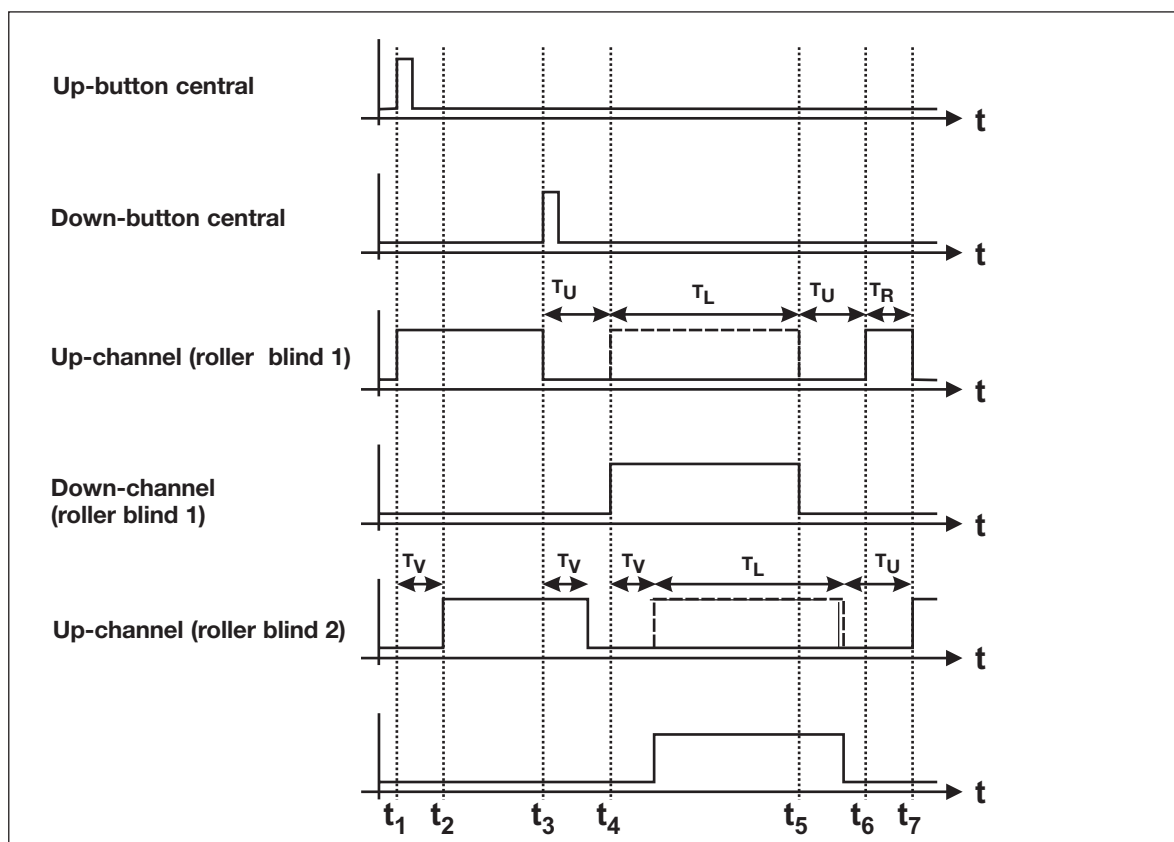 Up-button central
t
Down-button central
t
TU TL TU TR
Up-channel (roller blind 1)
t
Down-channel
(roller blind 1)
t
TV TV TV TL TU
Up-channel (roller blind 2)
t
t
t1 t2 t3 t4 t5 t6 t7